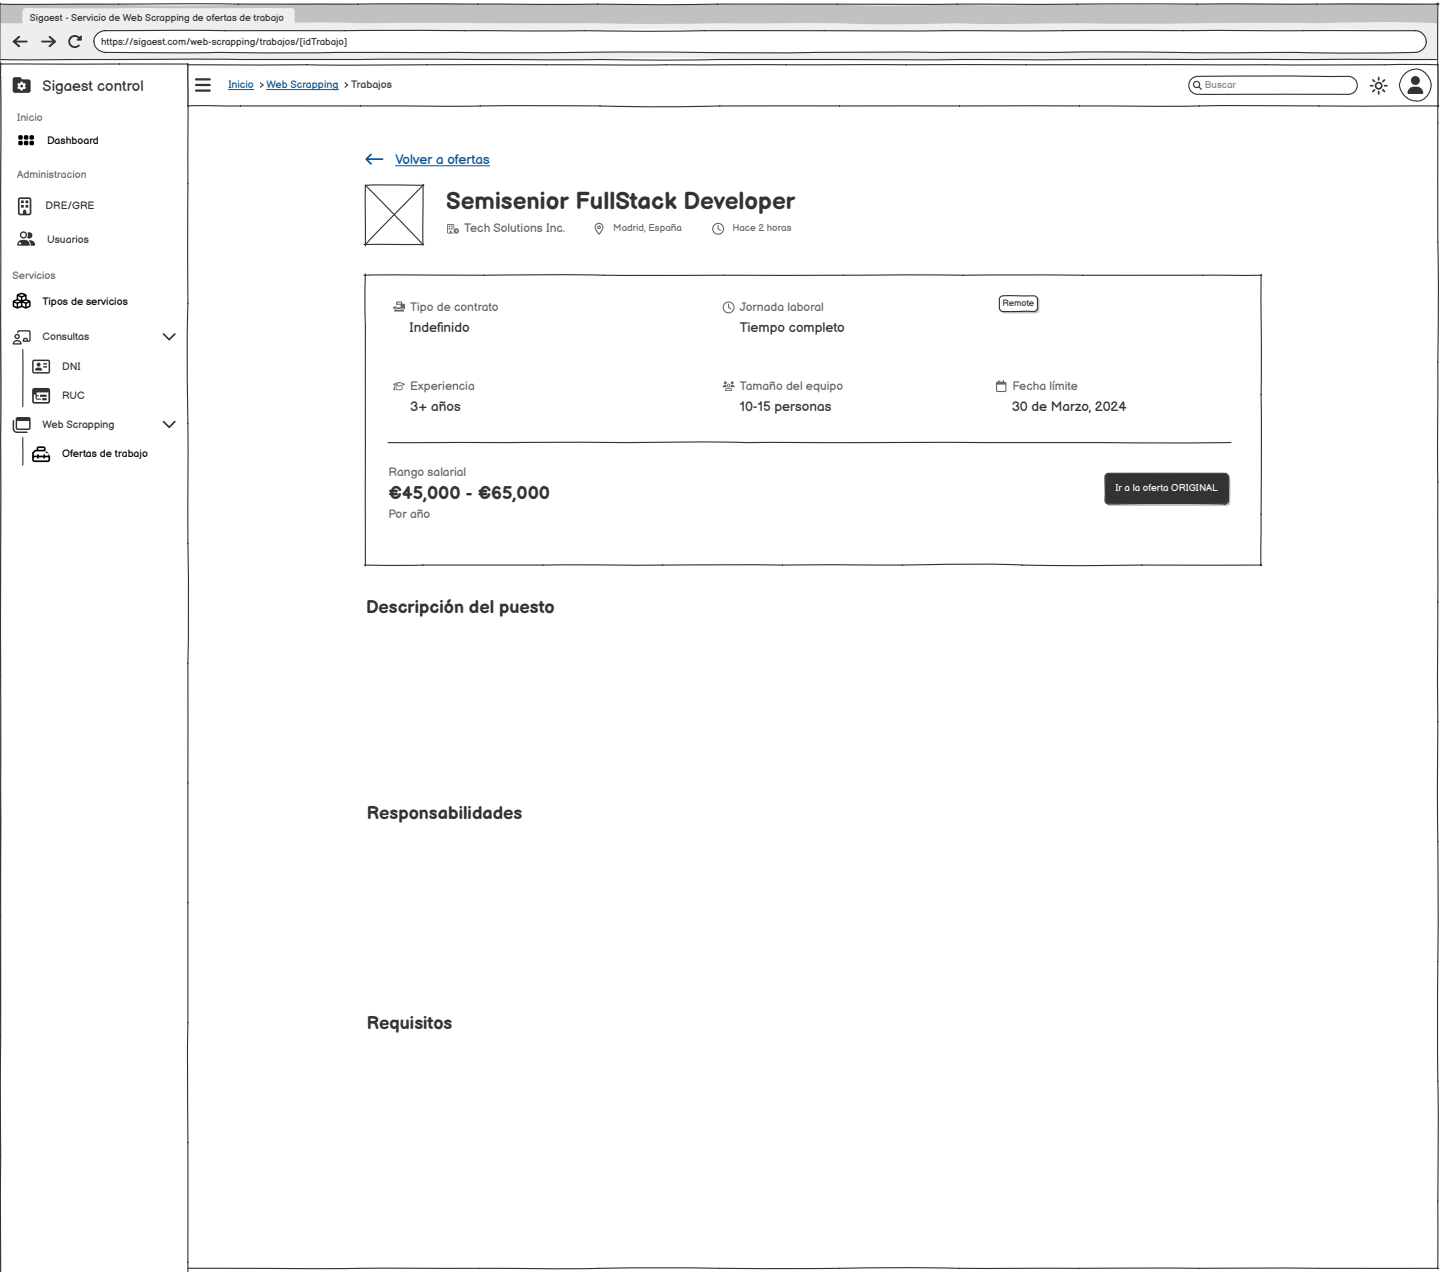 Sigaest - Servicio de Web Scrapping de ofertas de trabajo
https://sigaest.com/web-scrapping/trabajos/[idTrabajo]
Sigaest control
Inicio > Web Scrapping > Trabajos
Buscar
Inicio
Dashboard
Administracion
DRE/GRE
Usuarios
Servicios
Tipos de servicios
Consultas
DNI
RUC
Web Scrapping
Ofertas de trabajo
Volver a ofertas
Semisenior FullStack Developer
Tech Solutions Inc. Madrid, España Hace 2 horas
Tipo de contrato
Indefinido
Jornada laboral
Tiempo completo
Remote
Experiencia
3+ años
Tamaño del equipo
10-15 personas
Fecha límite
30 de Marzo, 2024
Rango salarial
€45,000 - €65,000
Por año
Ir a la oferta ORIGINAL
Descripción del puesto
Responsabilidades
Requisitos